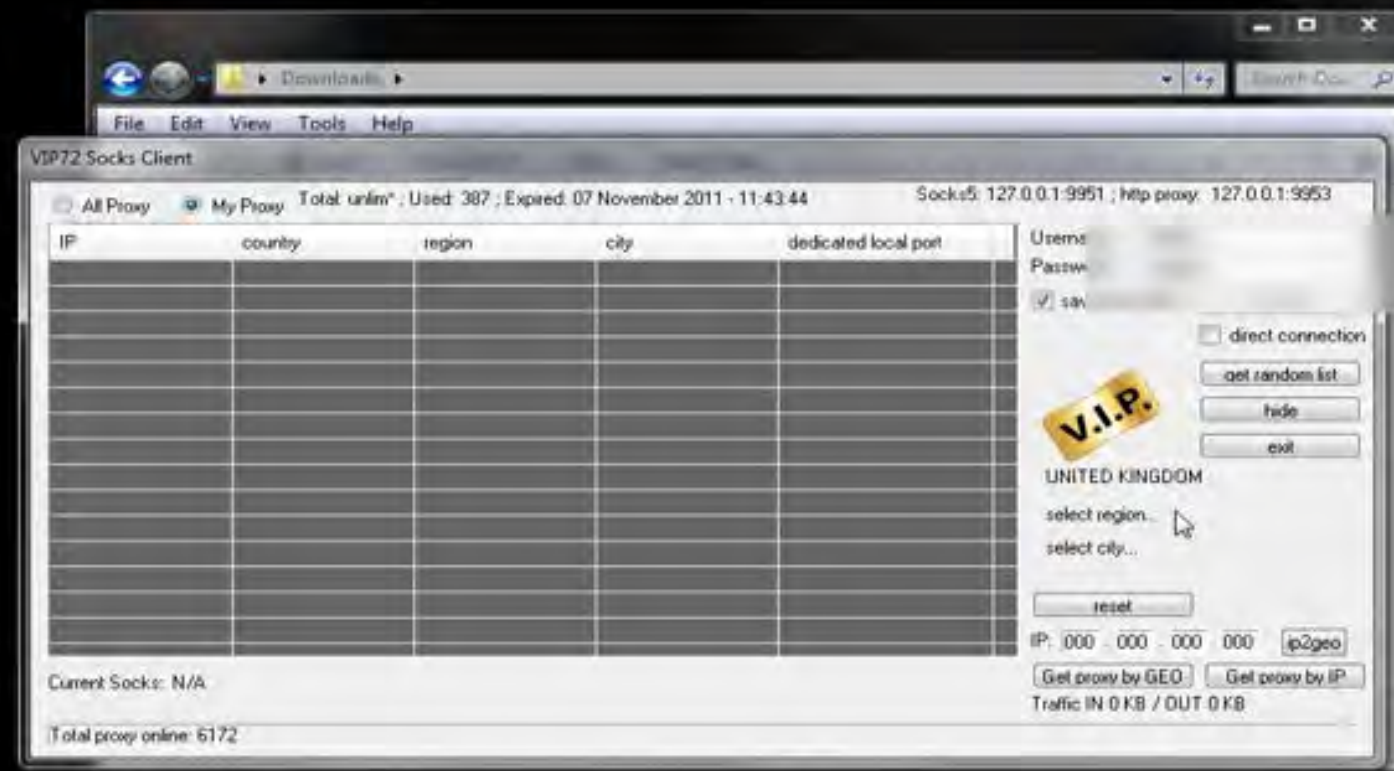 Downloads
File Edit View Tools Help
VIP72 Socks Client
All Proxy My Proxy Total: unlim* ; Used: 387 ; Expired: 07 November 2011 - 11:43:44 Socks5: 127.0.0.1:9951 ; http proxy: 127.0.0.1:9953
IP country region city dedicated local port
Userna
Passw
sav
direct connection
get random list
V.I.P.
hide
exit
UNITED KINGDOM
select region...
select city...
reset
IP: 000 . 000 . 000 . 000 ip2geo
Get proxy by GEO Get proxy by IP
Current Socks: N/A
Traffic IN 0 KB / OUT 0 KB
Total proxy online: 6172